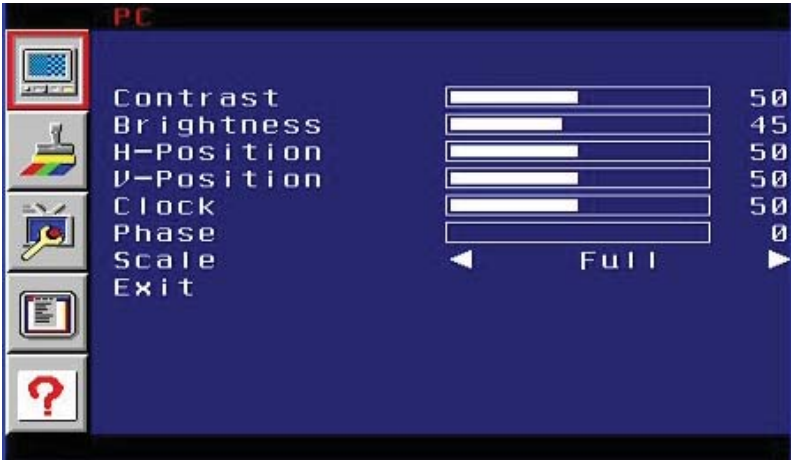 PC
Contrast 50
Brightness 45
H-Position 50
V-Position 50
Clock 50
Phase 0
Scale Full
Exit
?